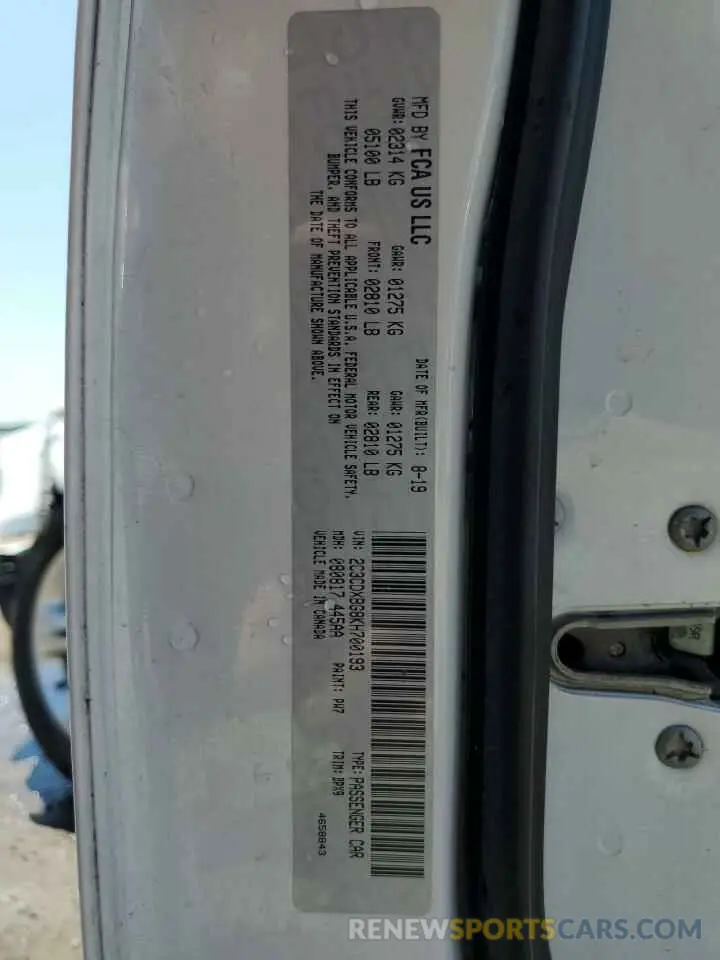 MFD BY FCA US LLC
DATE OF MFR(BUILT): 8-19
GVWR: 02314 KG GAWR: 01275 KG GAWR: 01275 KG
05100 LB FRONT: 02810 LB REAR: 02810 LB
THIS VEHICLE CONFORMS TO ALL APPLICABLE U.S.A. FEDERAL MOTOR VEHICLE SAFETY,
BUMPER, AND THEFT PREVENTION STANDARDS IN EFFECT ON
THE DATE OF MANUFACTURE SHOWN ABOVE.
VIN: 2C3CDXBG8KH700193
TYPE: PASSENGER CAR
MDH: 080817 445AA PAINT: PW7 TRIM: DPX9
VEHICLE MADE IN CANADA
4658843
RENEWSPORTSCARS.COM